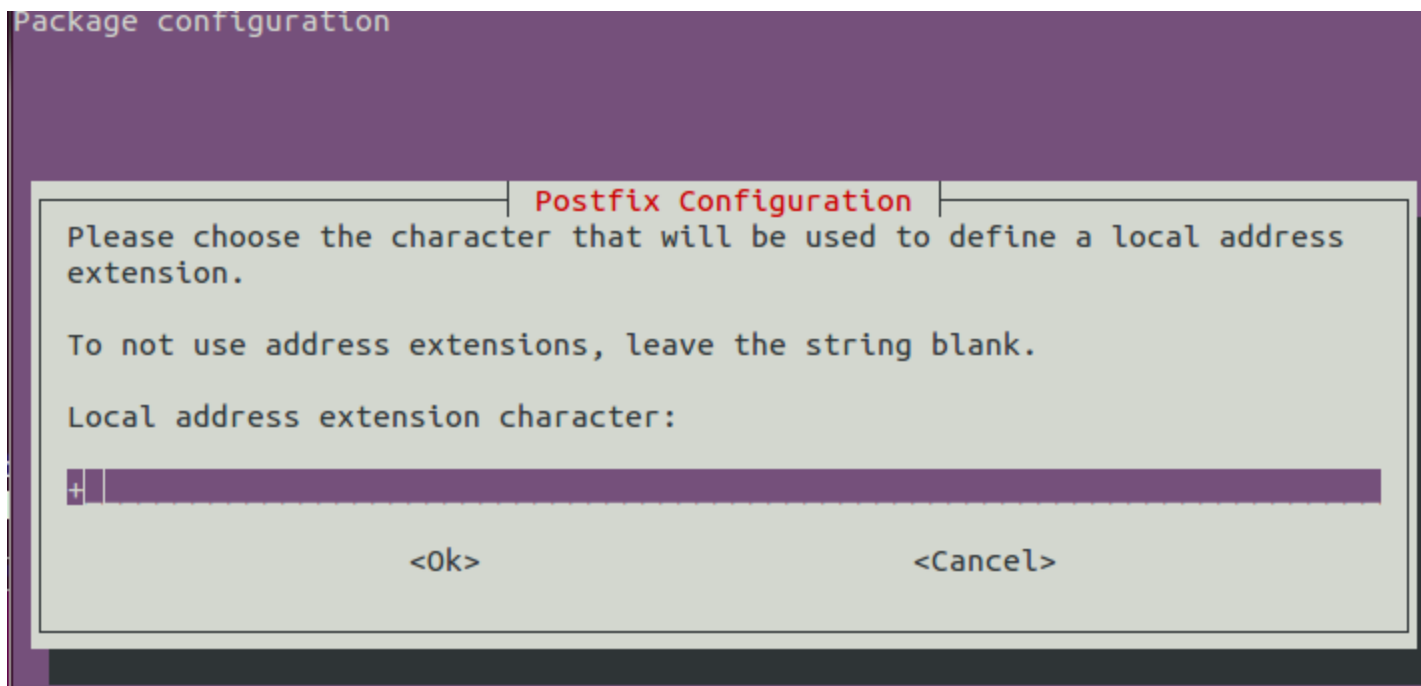 Package configuration
Postfix Configuration
Please choose the character that will be used to define a local address
extension.
To not use address extensions, leave the string blank.
Local address extension character:
+
<Ok> <Cancel>